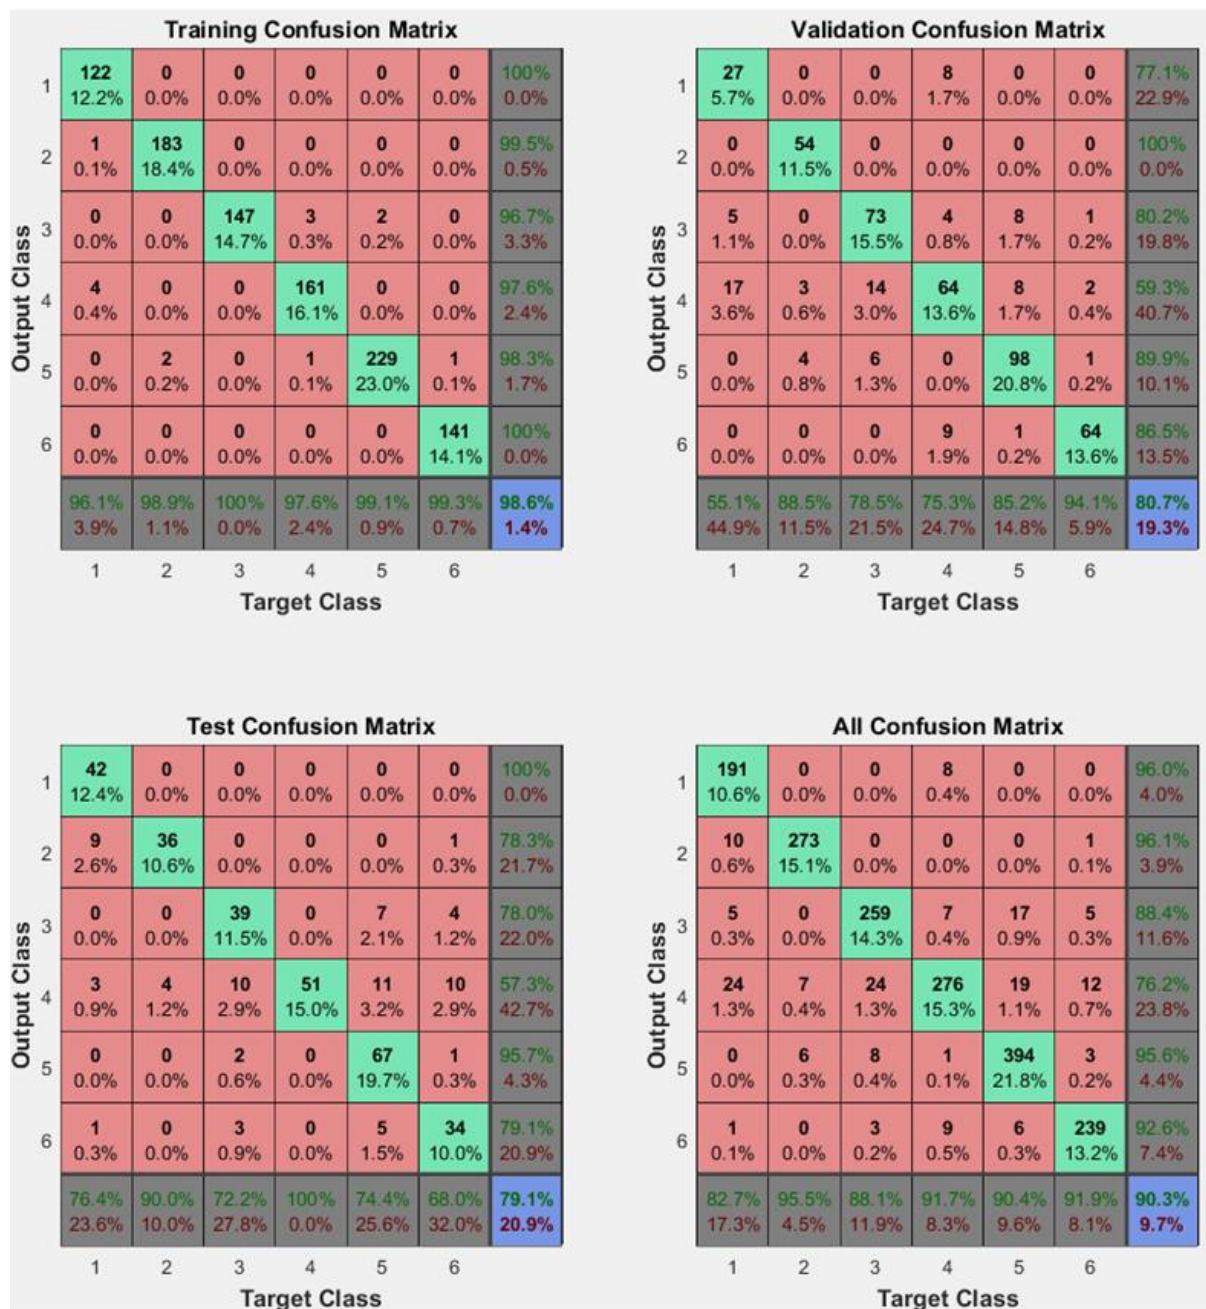 Training Confusion Matrix
1 122 0 0 0 0 0 100%
12.2% 0.0% 0.0% 0.0% 0.0% 0.0% 0.0%
2 1 183 0 0 0 0 99.5%
0.1% 18.4% 0.0% 0.0% 0.0% 0.0% 0.5%
3 0 0 147 3 2 0 96.7%
0.0% 0.0% 14.7% 0.3% 0.2% 0.0% 3.3%
4 4 0 0 161 0 0 97.6%
0.4% 0.0% 0.0% 16.1% 0.0% 0.0% 2.4%
5 0 2 0 1 229 1 98.3%
0.0% 0.2% 0.0% 0.1% 23.0% 0.1% 1.7%
6 0 0 0 0 0 141 100%
0.0% 0.0% 0.0% 0.0% 0.0% 14.1% 0.0%
96.1% 98.9% 100% 97.6% 99.1% 99.3% 98.6%
3.9% 1.1% 0.0% 2.4% 0.9% 0.7% 1.4%
1 2 3 4 5 6
Output Class
Target Class
Validation Confusion Matrix
1 27 0 0 8 0 0 77.1%
5.7% 0.0% 0.0% 1.7% 0.0% 0.0% 22.9%
2 0 54 0 0 0 0 100%
0.0% 11.5% 0.0% 0.0% 0.0% 0.0% 0.0%
3 5 0 73 4 8 1 80.2%
1.1% 0.0% 15.5% 0.8% 1.7% 0.2% 19.8%
4 17 3 14 64 8 2 59.3%
3.6% 0.6% 3.0% 13.6% 1.7% 0.4% 40.7%
5 0 4 6 0 98 1 89.9%
0.0% 0.8% 1.3% 0.0% 20.8% 0.2% 10.1%
6 0 0 0 9 1 64 86.5%
0.0% 0.0% 0.0% 1.9% 0.2% 13.6% 13.5%
55.1% 88.5% 78.5% 75.3% 85.2% 94.1% 80.7%
44.9% 11.5% 21.5% 24.7% 14.8% 5.9% 19.3%
1 2 3 4 5 6
Output Class
Target Class
Test Confusion Matrix
1 42 0 0 0 0 0 100%
12.4% 0.0% 0.0% 0.0% 0.0% 0.0% 0.0%
2 9 36 0 0 0 1 78.3%
2.6% 10.6% 0.0% 0.0% 0.0% 0.3% 21.7%
3 0 0 39 0 7 4 78.0%
0.0% 0.0% 11.5% 0.0% 2.1% 1.2% 22.0%
4 3 4 10 51 11 10 57.3%
0.9% 1.2% 2.9% 15.0% 3.2% 2.9% 42.7%
5 0 0 2 0 67 1 95.7%
0.0% 0.0% 0.6% 0.0% 19.7% 0.3% 4.3%
6 1 0 3 0 5 34 79.1%
0.3% 0.0% 0.9% 0.0% 1.5% 10.0% 20.9%
76.4% 90.0% 72.2% 100% 74.4% 68.0% 79.1%
23.6% 10.0% 27.8% 0.0% 25.6% 32.0% 20.9%
1 2 3 4 5 6
Output Class
Target Class
All Confusion Matrix
1 191 0 0 8 0 0 96.0%
10.6% 0.0% 0.0% 0.4% 0.0% 0.0% 4.0%
2 10 273 0 0 0 1 96.1%
0.6% 15.1% 0.0% 0.0% 0.0% 0.1% 3.9%
3 5 0 259 7 17 5 88.4%
0.3% 0.0% 14.3% 0.4% 0.9% 0.3% 11.6%
4 24 7 24 276 19 12 76.2%
1.3% 0.4% 1.3% 15.3% 1.1% 0.7% 23.8%
5 0 6 8 1 394 3 95.6%
0.0% 0.3% 0.4% 0.1% 21.8% 0.2% 4.4%
6 1 0 3 9 6 239 92.6%
0.1% 0.0% 0.2% 0.5% 0.3% 13.2% 7.4%
82.7% 95.5% 88.1% 91.7% 90.4% 91.9% 90.3%
17.3% 4.5% 11.9% 8.3% 9.6% 8.1% 9.7%
1 2 3 4 5 6
Output Class
Target Class